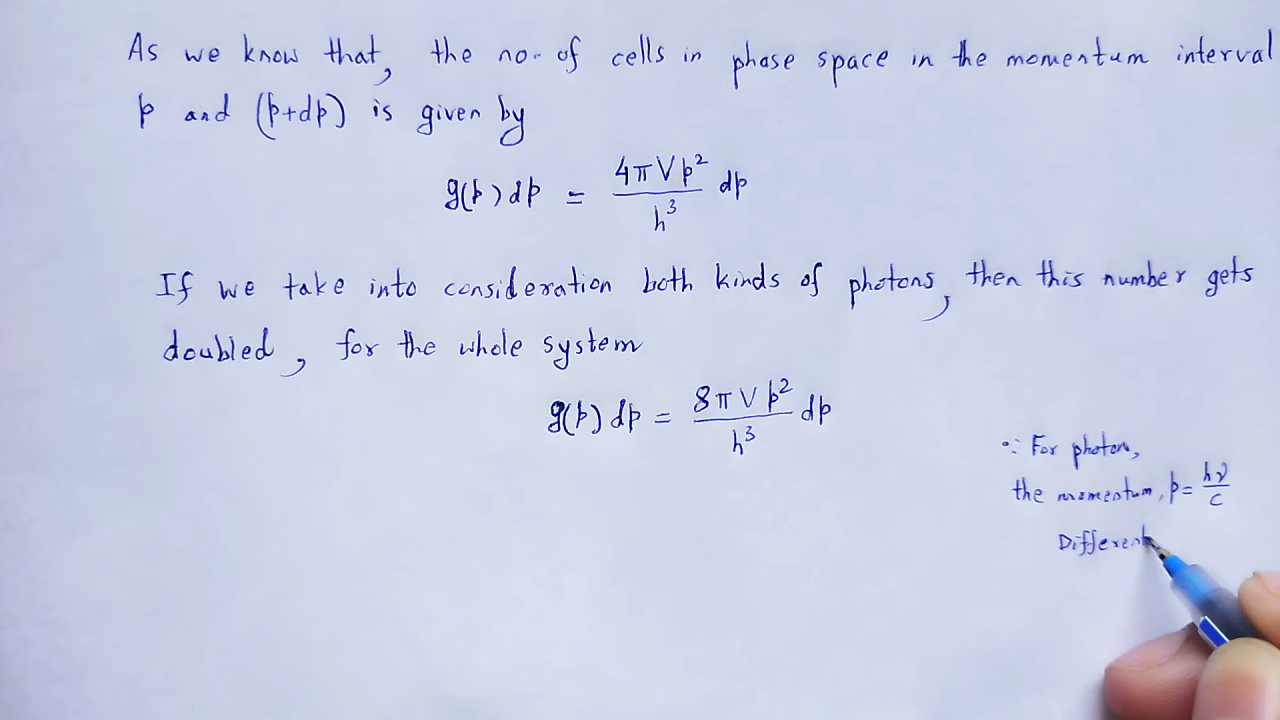 As we know that, the no. of cells in phase space in the momentum interval
p and (p+dp) is given by
g(p) dp = 4πVp²/h³ dp
If we take into consideration both kinds of photons, then this number gets
doubled, for the whole system
g(p) dp = 8πVp²/h³ dp
∵ For photon,
the momentum, p = hν/c
Different